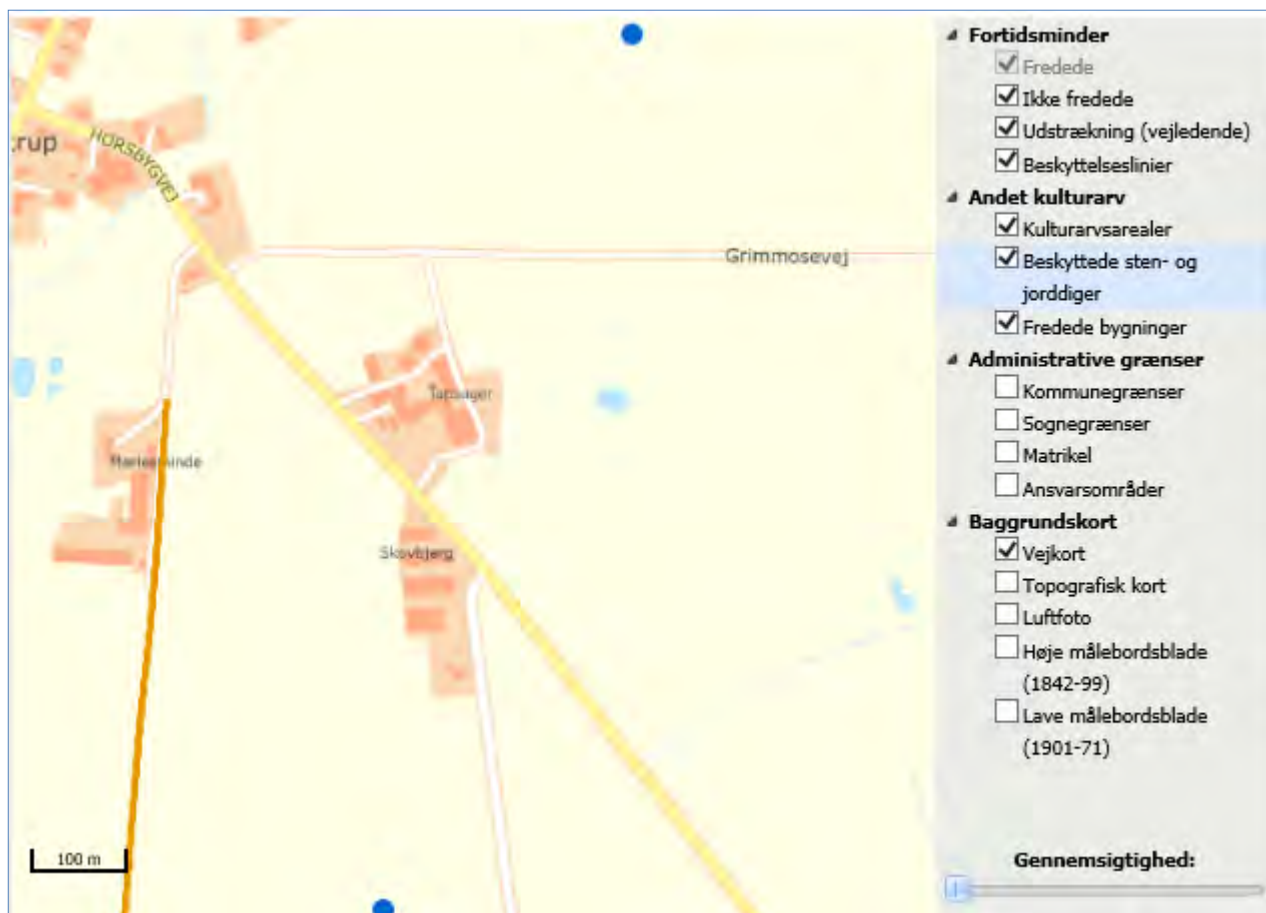 trup
HORSBYGVEJ
Grimmosevej
Skovbjerg
100 m
Fortidsminder
Fredede
Ikke fredede
Udstrækning (vejledende)
Beskyttelseslinier
Andet kulturarv
Kulturarvsarealer
Beskyttede sten- og
jorddiger
Fredede bygninger
Administrative grænser
Kommunegrænser
Sognegrænser
Matrikel
Ansvarsområder
Baggrundskort
Vejkort
Topografisk kort
Luftfoto
Høje målebordsblade
(1842-99)
Lave målebordsblade
(1901-71)
Gennemsigtighed: